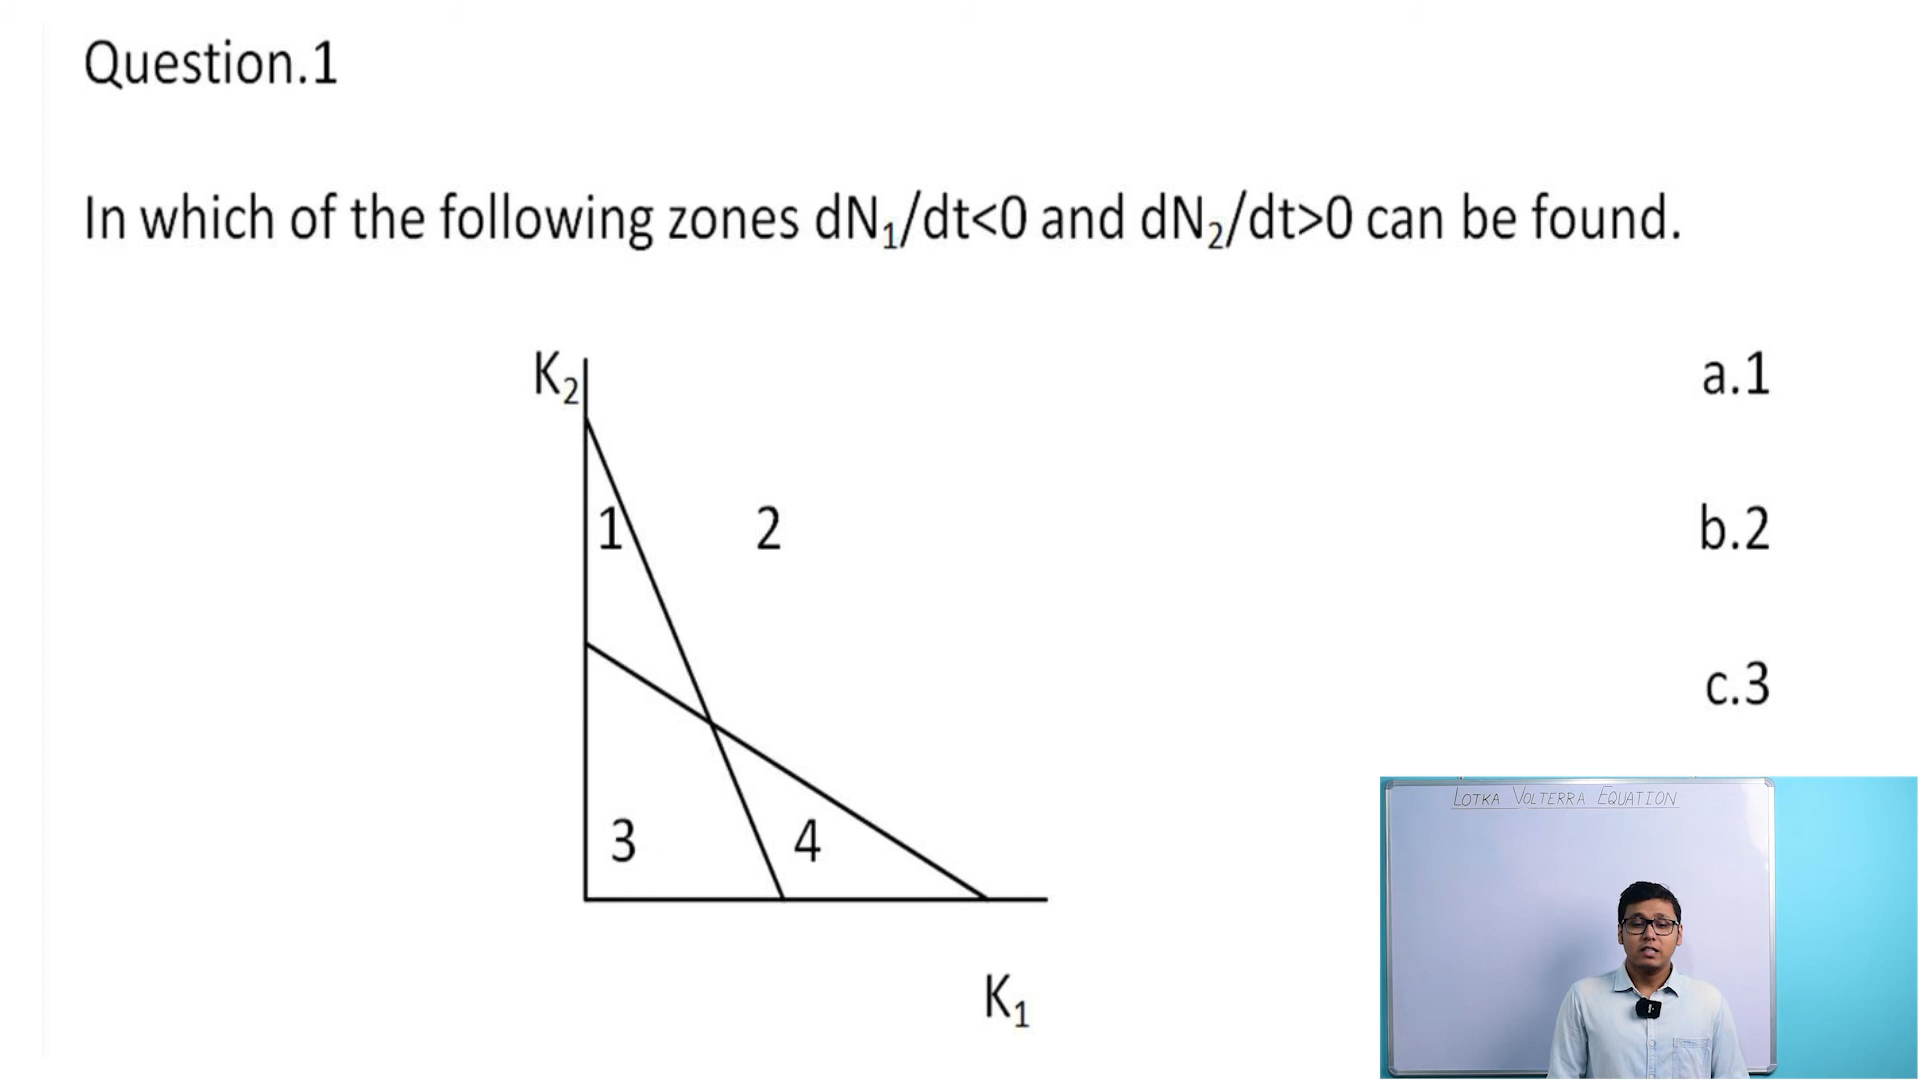 Question.1
In which of the following zones dN₁/dt<0 and dN₂/dt>0 can be found.
K₂
a.1
1
2
b.2
c.3
3
4
K₁
LOTKA VOLTERRA EQUATION